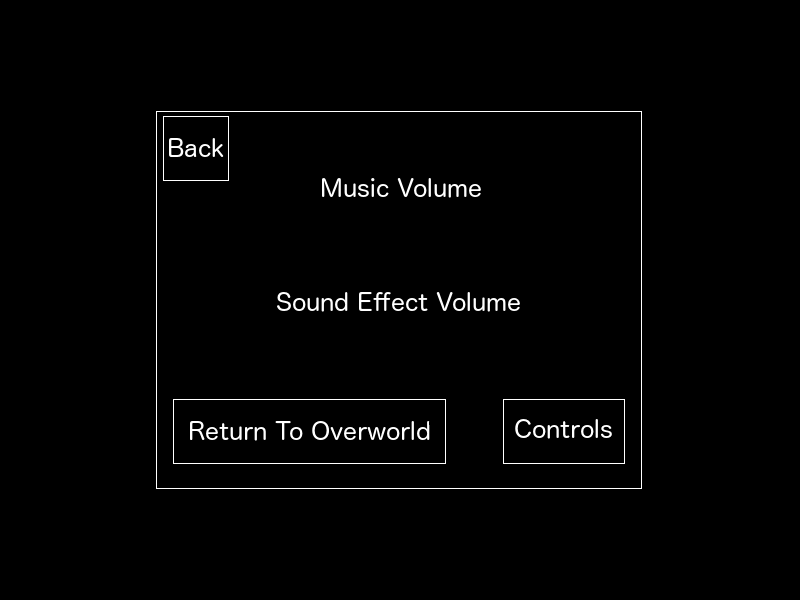 Back
Music Volume
Sound Effect Volume
Return To Overworld
Controls